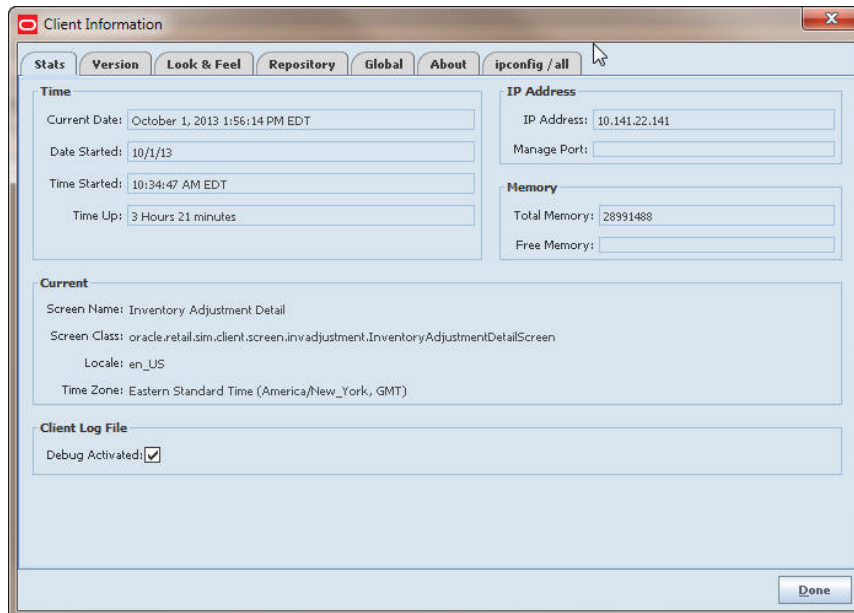 Client Information
Stats Version Look & Feel Repository Global About ipconfig /all
Time
Current Date: October 1, 2013 1:56:14 PM EDT
Date Started: 10/1/13
Time Started: 10:34:47 AM EDT
Time Up: 3 Hours 21 minutes
IP Address
IP Address: 10.141.22.141
Manage Port:
Memory
Total Memory: 28991488
Free Memory:
Current
Screen Name: Inventory Adjustment Detail
Screen Class: oracle.retail.sim.client.screen.invadjustment.InventoryAdjustmentDetailScreen
Locale: en_US
Time Zone: Eastern Standard Time (America/New_York, GMT)
Client Log File
Debug Activated:
Done